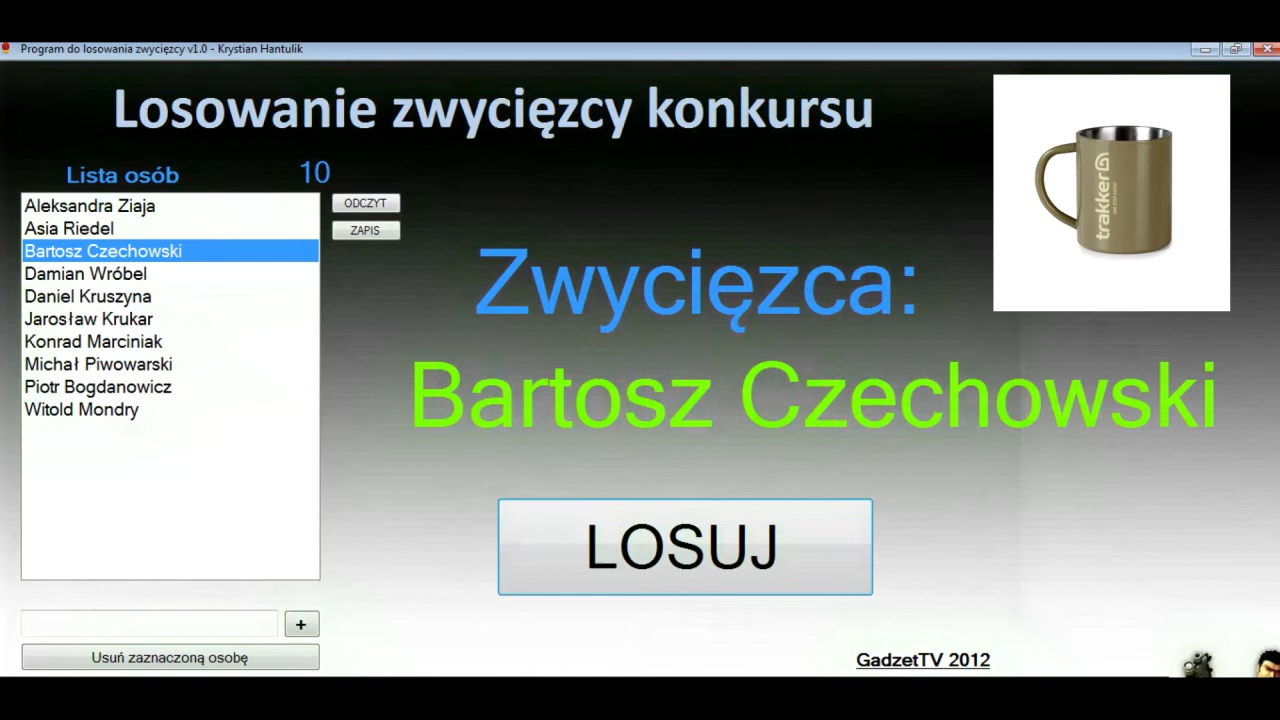 Program do losowania zwycięzcy v1.0 - Krystian Hantulik
Losowanie zwycięzcy konkursu
Lista osób 10
Aleksandra Ziaja
Asia Riedel
Bartosz Czechowski
Damian Wróbel
Daniel Kruszyna
Jarosław Krukar
Konrad Marciniak
Michał Piwowarski
Piotr Bogdanowicz
Witold Mondry
ODCZYT
ZAPIS
trakker
Zwycięzca:
Bartosz Czechowski
LOSUJ
+
Usuń zaznaczoną osobę
GadzetTV 2012